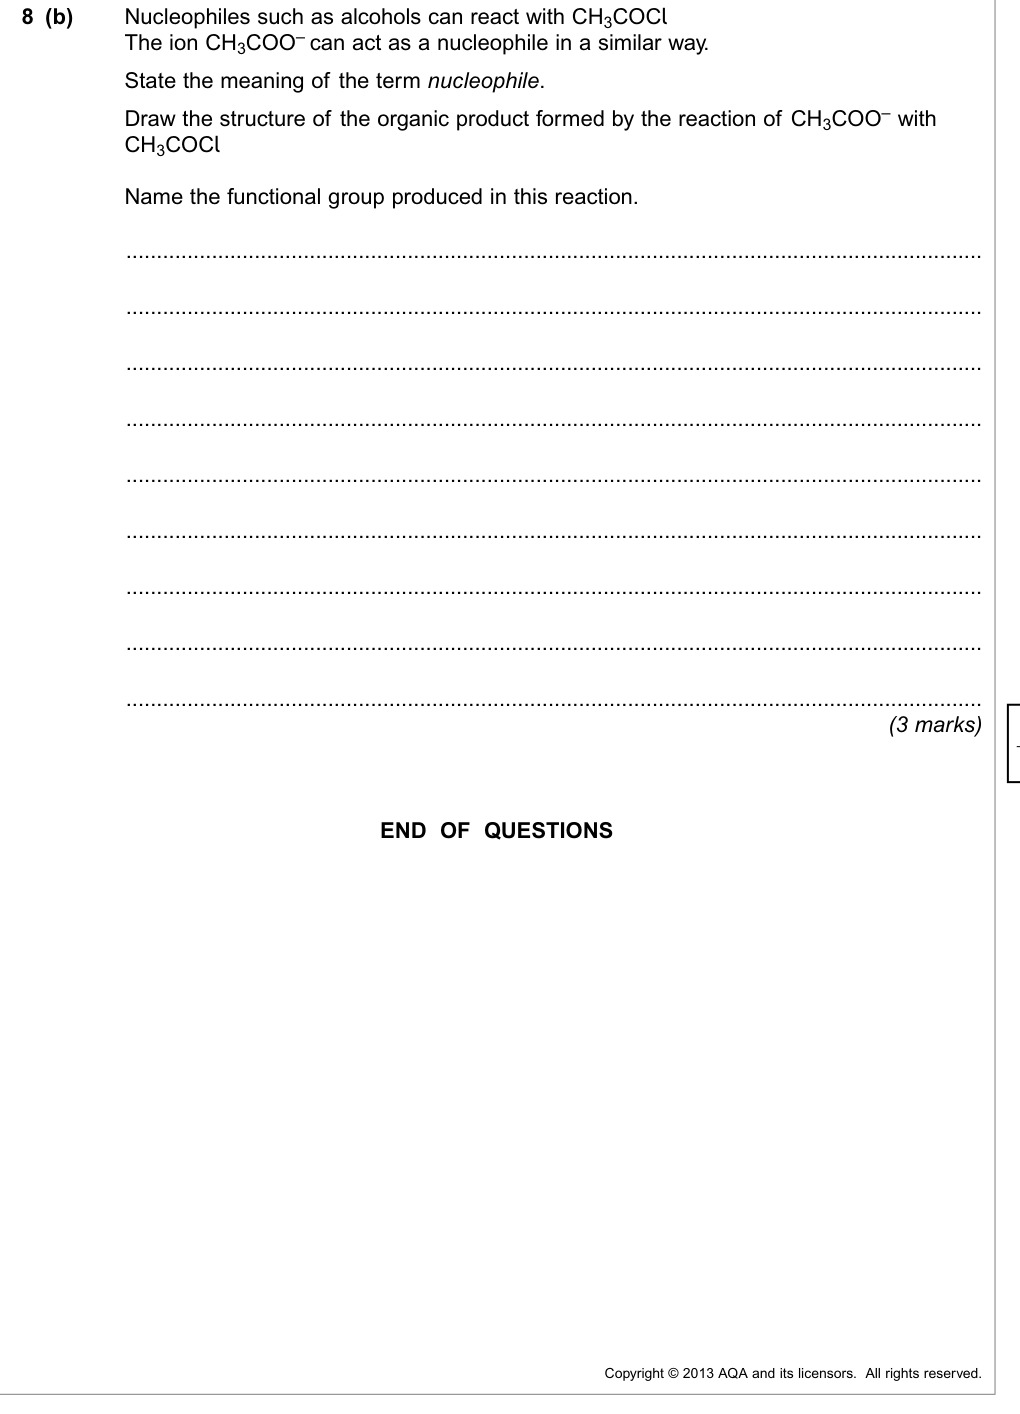 8 (b) Nucleophiles such as alcohols can react with CH₃COCl
The ion CH₃COO⁻ can act as a nucleophile in a similar way.
State the meaning of the term nucleophile.
Draw the structure of the organic product formed by the reaction of CH₃COO⁻ with
CH₃COCl
Name the functional group produced in this reaction.
(3 marks)
END OF QUESTIONS
Copyright © 2013 AQA and its licensors. All rights reserved.